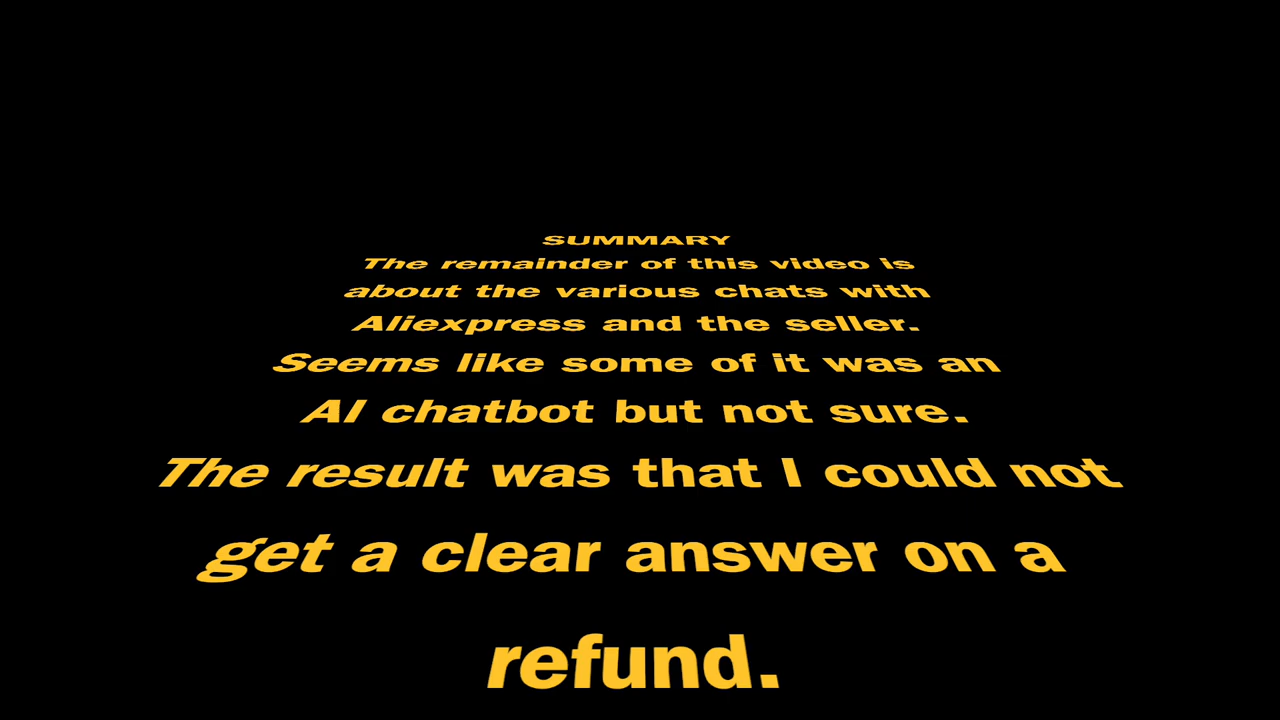 SUMMARY
The remainder of this video is
about the various chats with
Aliexpress and the seller.
Seems like some of it was an
AI chatbot but not sure.
The result was that I could not
get a clear answer on a
refund.